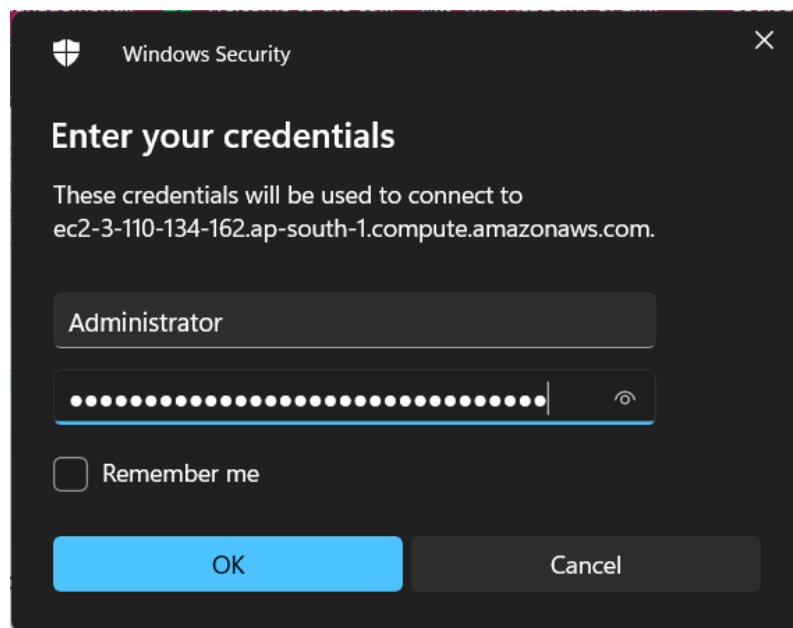 Windows Security
Enter your credentials
These credentials will be used to connect to
ec2-3-110-134-162.ap-south-1.compute.amazonaws.com.
Administrator
••••••••••••••••••••••••••••••••
Remember me
OK
Cancel